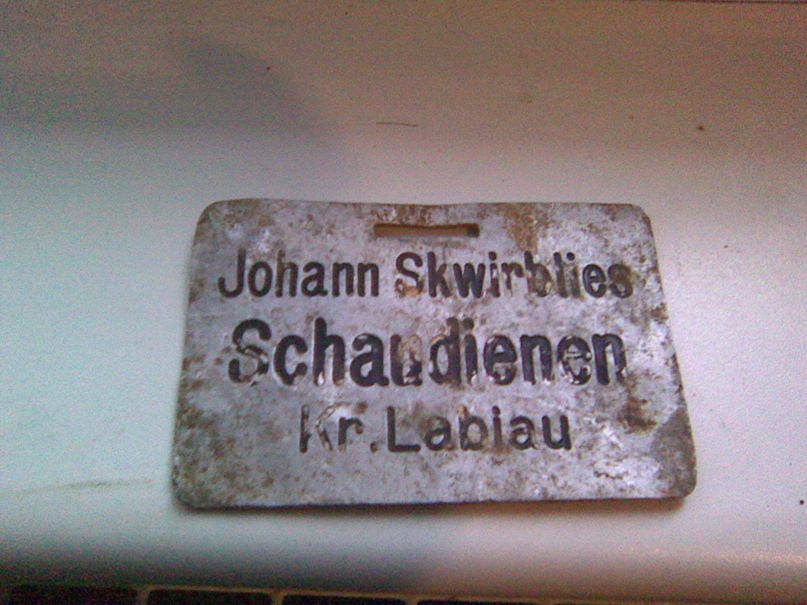 Johann Skwirblies
Schaudienen
Kr. Labiau